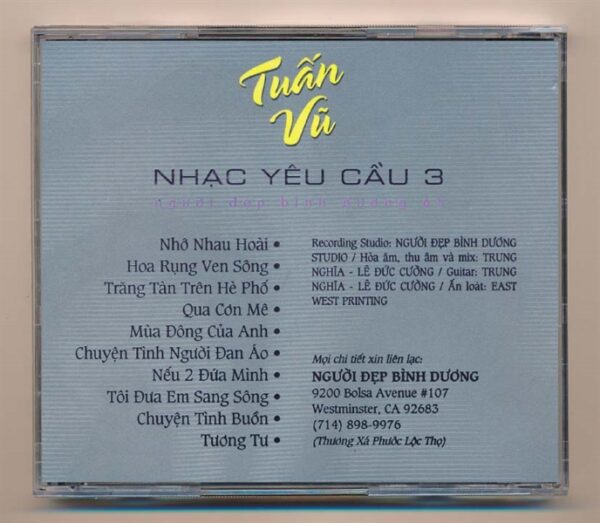 Tuấn
Vũ
NHẠC YÊU CẦU 3
người đẹp bình dương 65
Nhớ Nhau Hoài •
Hoa Rụng Ven Sông •
Trăng Tàn Trên Hè Phố •
Qua Cơn Mê •
Mùa Đông Của Anh •
Chuyện Tình Người Đan Áo •
Nếu 2 Đứa Mình •
Tôi Đưa Em Sang Sông •
Chuyện Tình Buồn •
Tương Tư •
Recording Studio: NGƯỜI ĐẸP BÌNH DƯƠNG
STUDIO / Hòa âm, thu âm và mix: TRUNG
NGHĨA - LÊ ĐỨC CƯỜNG / Guitar: TRUNG
NGHĨA - LÊ ĐỨC CƯỜNG / Ấn loát: EAST
WEST PRINTING
Mọi chi tiết xin liên lạc:
NGƯỜI ĐẸP BÌNH DƯƠNG
9200 Bolsa Avenue #107
Westminster, CA 92683
(714) 898-9976
(Thương Xá Phước Lộc Thọ)